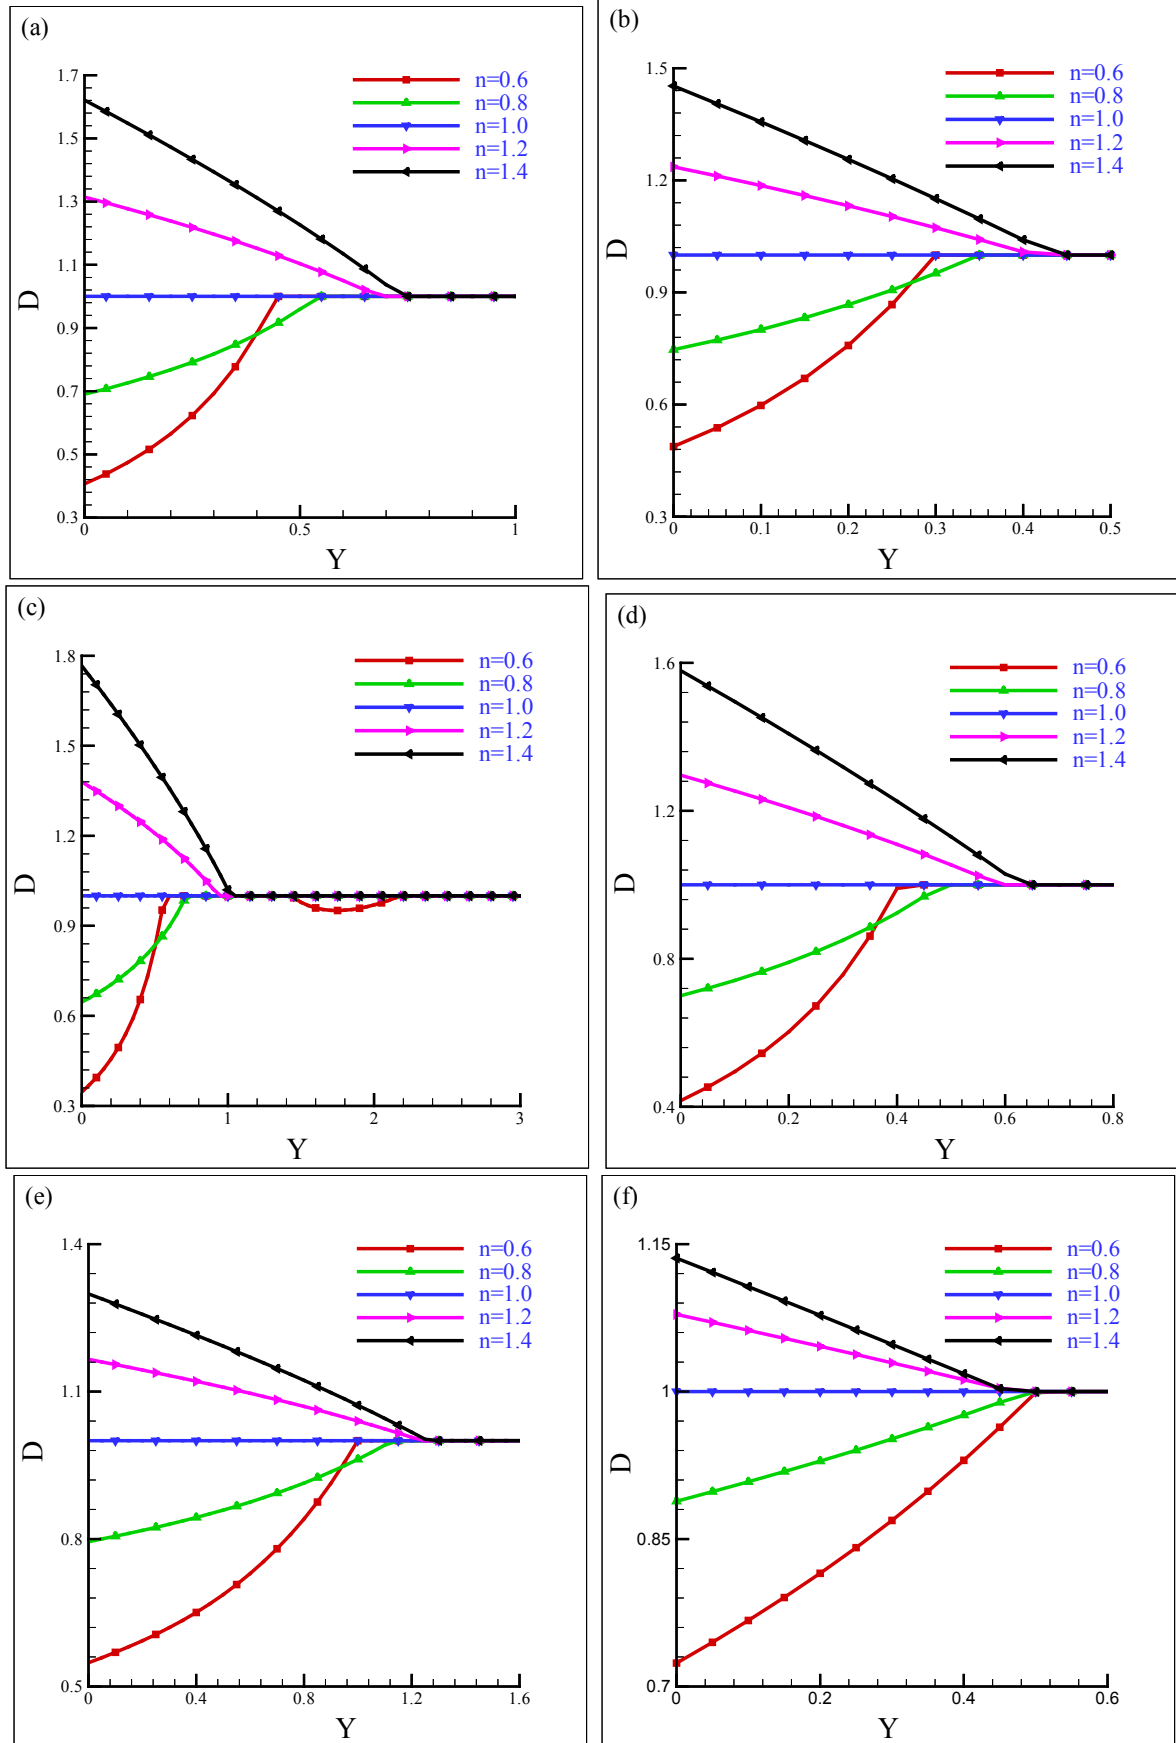 (a)
n=0.6
n=0.8
n=1.0
n=1.2
n=1.4
1.7
1.5
1.3
1.1
0.9
0.7
0.5
0.3
D
0
0.5
1
Y
(b)
n=0.6
n=0.8
n=1.0
n=1.2
n=1.4
1.5
1.2
0.9
0.6
0.3
D
0
0.1
0.2
0.3
0.4
0.5
Y
(c)
n=0.6
n=0.8
n=1.0
n=1.2
n=1.4
1.8
1.5
1.2
0.9
0.6
0.3
D
0
1
2
3
Y
(d)
n=0.6
n=0.8
n=1.0
n=1.2
n=1.4
1.6
1.2
0.8
0.4
D
0
0.2
0.4
0.6
0.8
Y
(e)
n=0.6
n=0.8
n=1.0
n=1.2
n=1.4
1.4
1.1
0.8
0.5
D
0
0.4
0.8
1.2
1.6
Y
(f)
n=0.6
n=0.8
n=1.0
n=1.2
n=1.4
1.15
1
0.85
0.7
D
0
0.2
0.4
0.6
Y